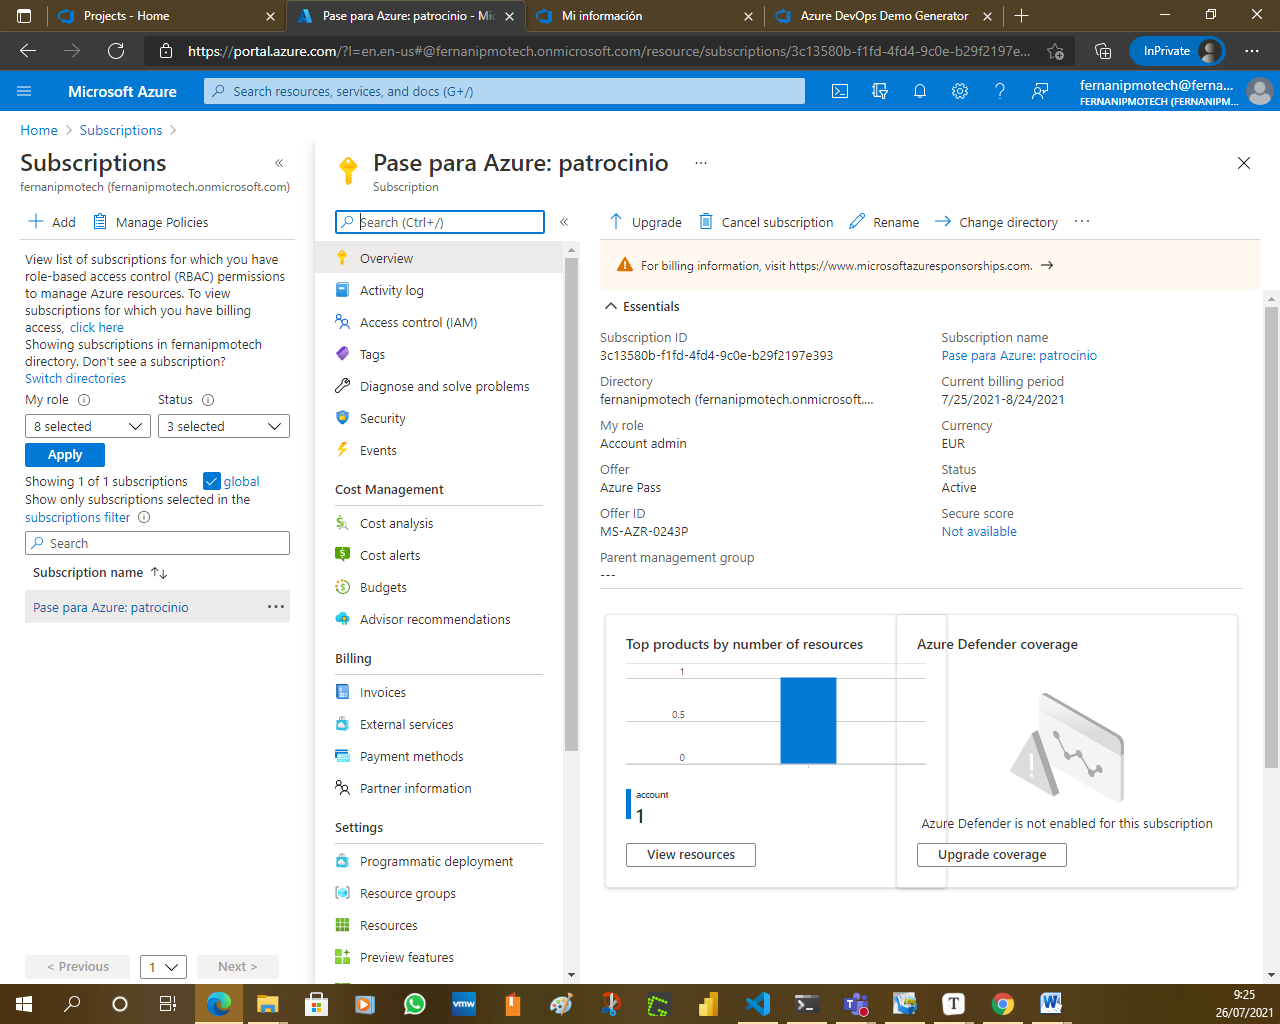 Projects - Home
Pase para Azure: patrocinio - Mic
Mi información
Azure DevOps Demo Generator
https://portal.azure.com/?l=en.en-us#@fernanipmotech.onmicrosoft.com/resource/subscriptions/3c13580b-f1fd-4fd4-9c0e-b29f2197e...
InPrivate
Microsoft Azure
Search resources, services, and docs (G+/)
fernanipmotech@ferna...
FERNANIPMOTECH (FERNANIPM...
Home > Subscriptions >
Subscriptions
fernanipmotech (fernanipmotech.onmicrosoft.com)
Add
Manage Policies
View list of subscriptions for which you have
role-based access control (RBAC) permissions
to manage Azure resources. To view
subscriptions for which you have billing
access, click here
Showing subscriptions in fernanipmotech
directory. Don't see a subscription?
Switch directories
My role
Status
8 selected
3 selected
Apply
Showing 1 of 1 subscriptions
global
Show only subscriptions selected in the
subscriptions filter
Search
Subscription name
Pase para Azure: patrocinio
< Previous
1
Next >
Pase para Azure: patrocinio
Subscription
Search (Ctrl+/)
Overview
Activity log
Access control (IAM)
Tags
Diagnose and solve problems
Security
Events
Cost Management
Cost analysis
Cost alerts
Budgets
Advisor recommendations
Billing
Invoices
External services
Payment methods
Partner information
Settings
Programmatic deployment
Resource groups
Resources
Preview features
Upgrade
Cancel subscription
Rename
Change directory
For billing information, visit https://www.microsoftazuresponsorships.com.
Essentials
Subscription ID
3c13580b-f1fd-4fd4-9c0e-b29f2197e393
Directory
fernanipmotech (fernanipmotech.onmicrosoft....
My role
Account admin
Offer
Azure Pass
Offer ID
MS-AZR-0243P
Parent management group
---
Subscription name
Pase para Azure: patrocinio
Current billing period
7/25/2021-8/24/2021
Currency
EUR
Status
Active
Secure score
Not available
Top products by number of resources
1
0.5
0
account
1
View resources
Azure Defender coverage
Azure Defender is not enabled for this subscription
Upgrade coverage
vmw
T
9:25
26/07/2021